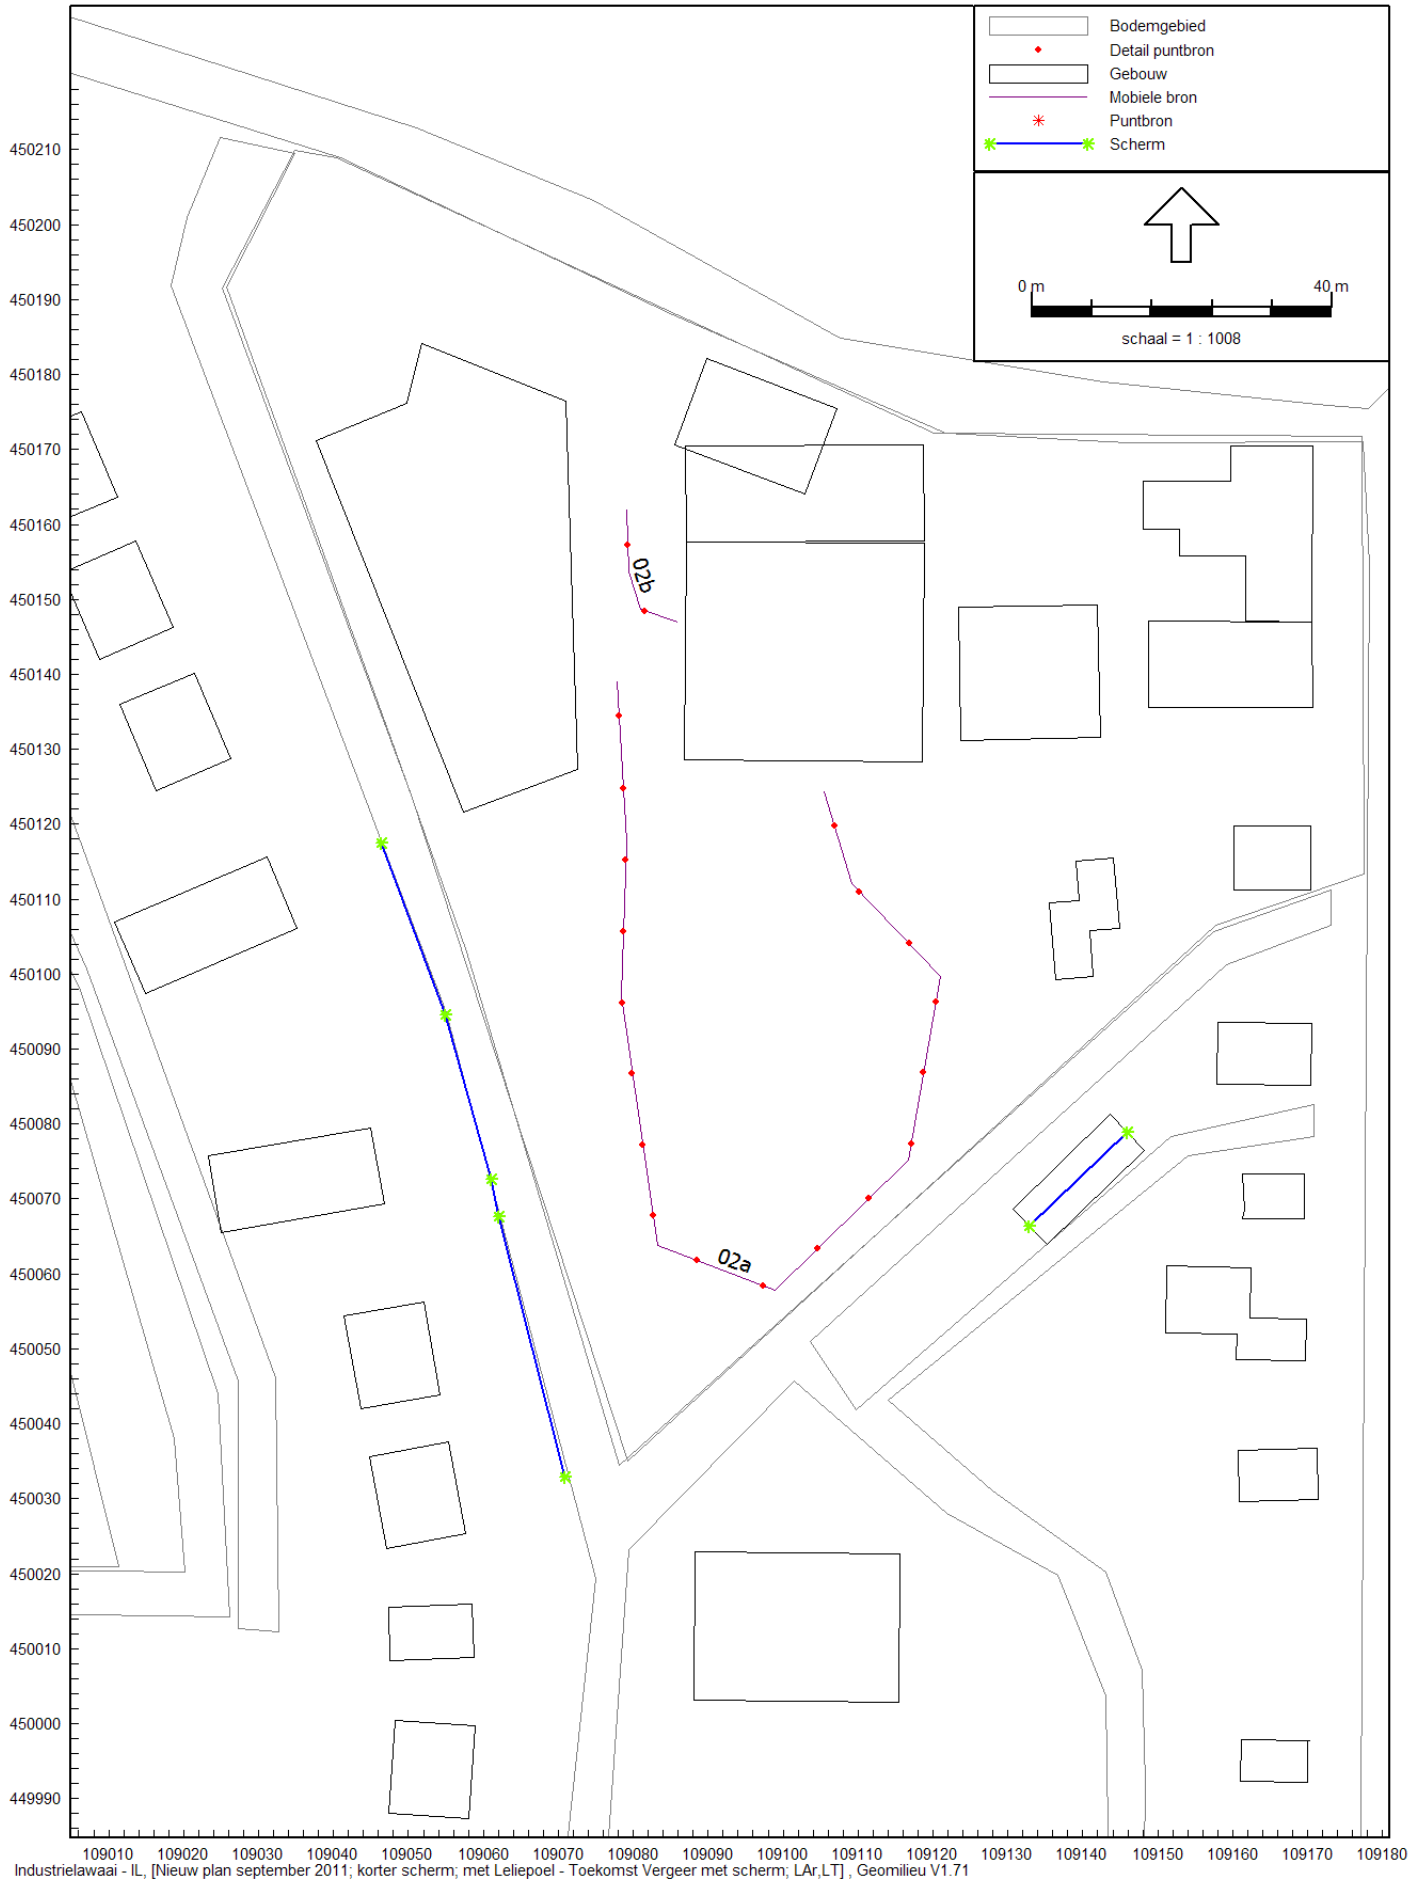 Bodemgebied
Detail puntbron
Gebouw
Mobiele bron
Puntbron
Scherm
0 m 40 m
schaal = 1 : 1008
450210
450200
450190
450180
450170
450160
450150
450140
450130
450120
450110
450100
450090
450080
450070
450060
450050
450040
450030
450020
450010
450000
449990
02b
02a
109010 109020 109030 109040 109050 109060 109070 109080 109090 109100 109110 109120 109130 109140 109150 109160 109170 109180
Industrielawaai - IL, [Nieuw plan september 2011; korter scherm; met Leliepoel - Toekomst Vergeer met scherm; LAr,LT] , Geomilieu V1.71